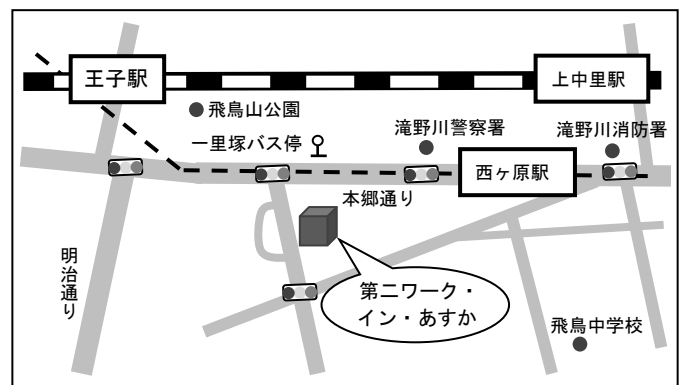 王子駅
上中里駅
飛鳥山公園
一里塚バス停
滝野川警察署
滝野川消防署
西ヶ原駅
本郷通り
明治通り
第二ワーク・
イン・あすか
飛鳥中学校